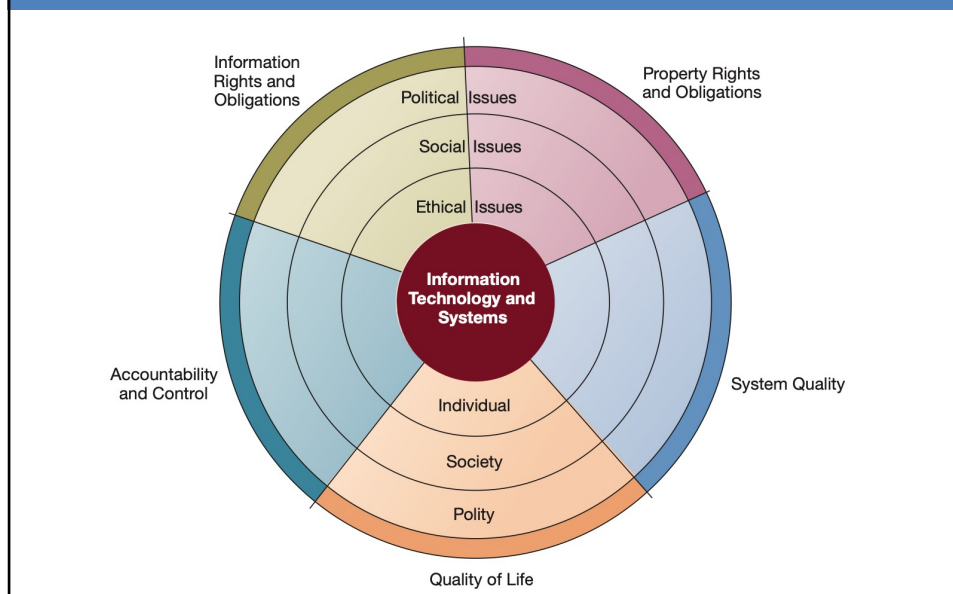 Information
Rights and
Obligations
Property Rights
and Obligations
Political Issues
Social Issues
Ethical Issues
Information
Technology and
Systems
Accountability
and Control
System Quality
Individual
Society
Polity
Quality of Life